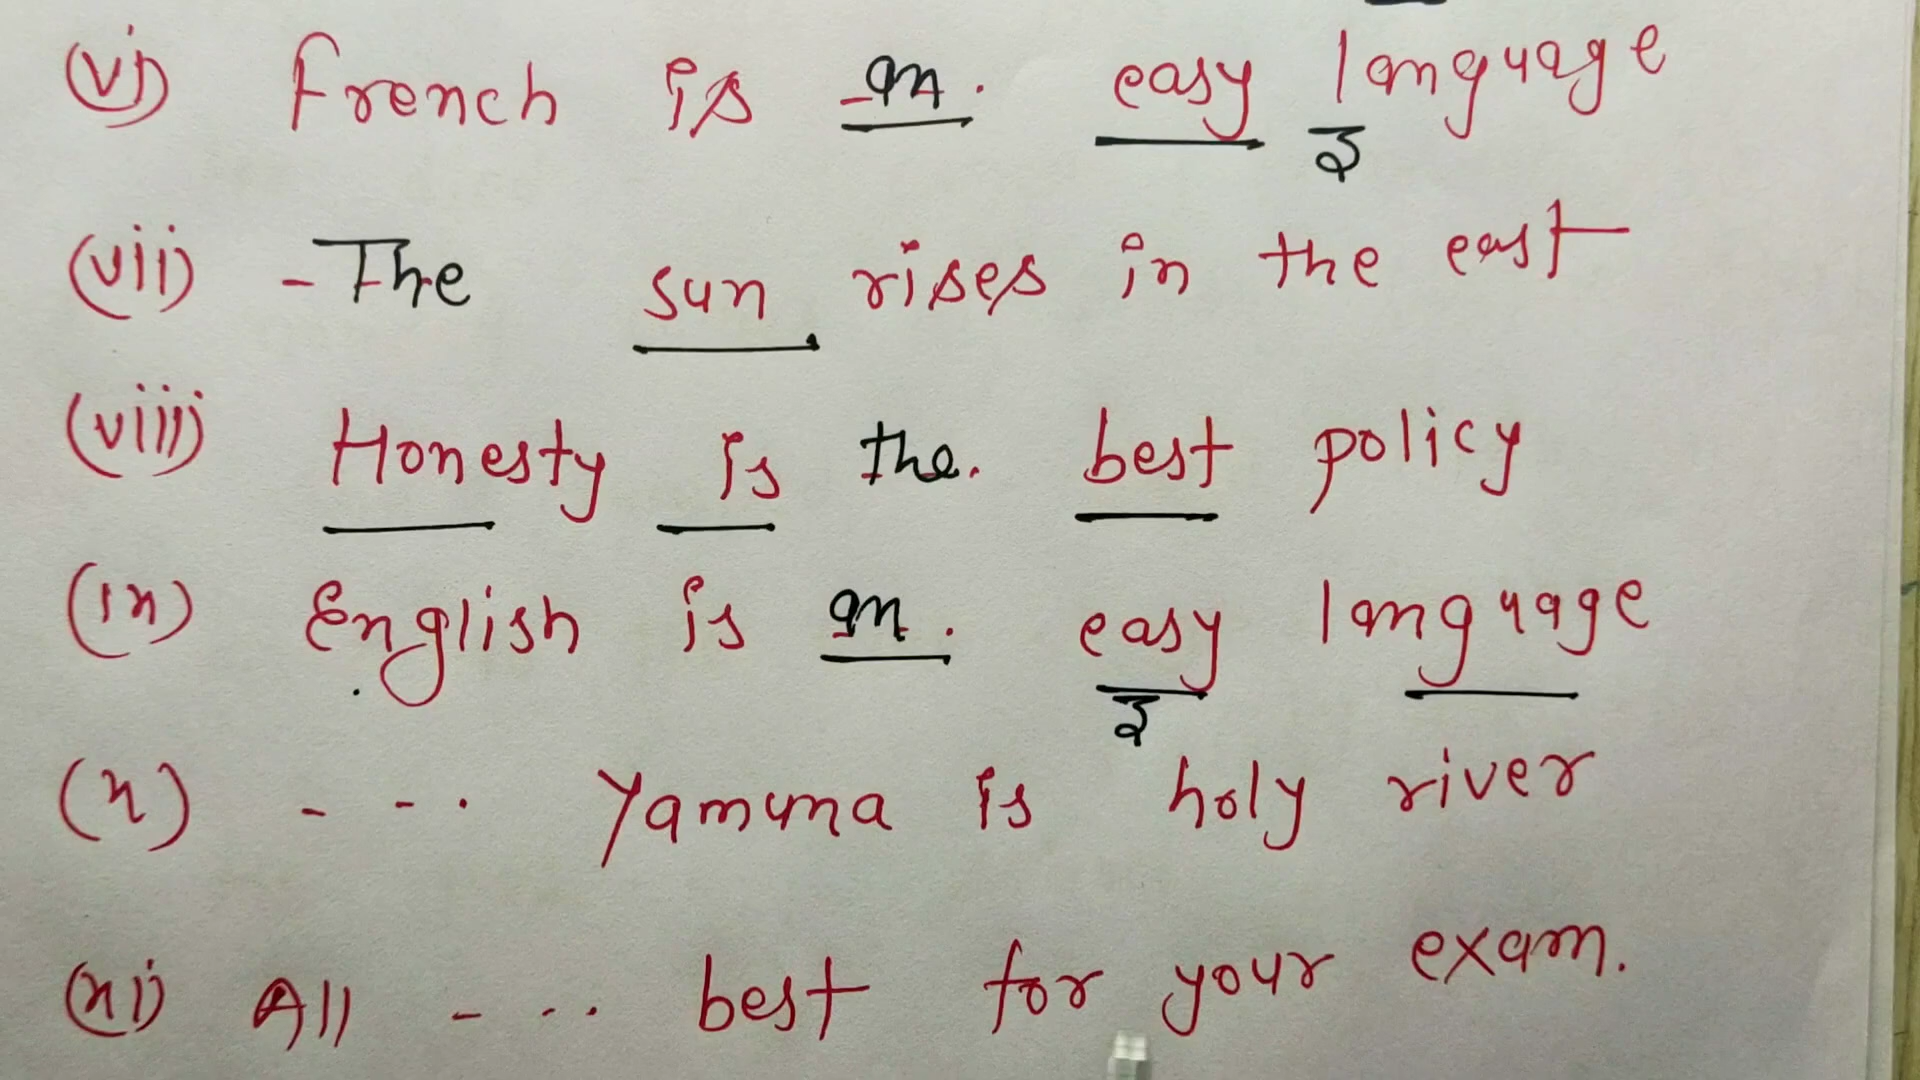 (vi) French is an. easy language
इ
(vii) - The sun rises in the east
(viii) Honesty is the. best policy
(ix) English is an. easy language
इ
(x) - - . Yamuna is holy river
(xi) All - . . best for your exam.